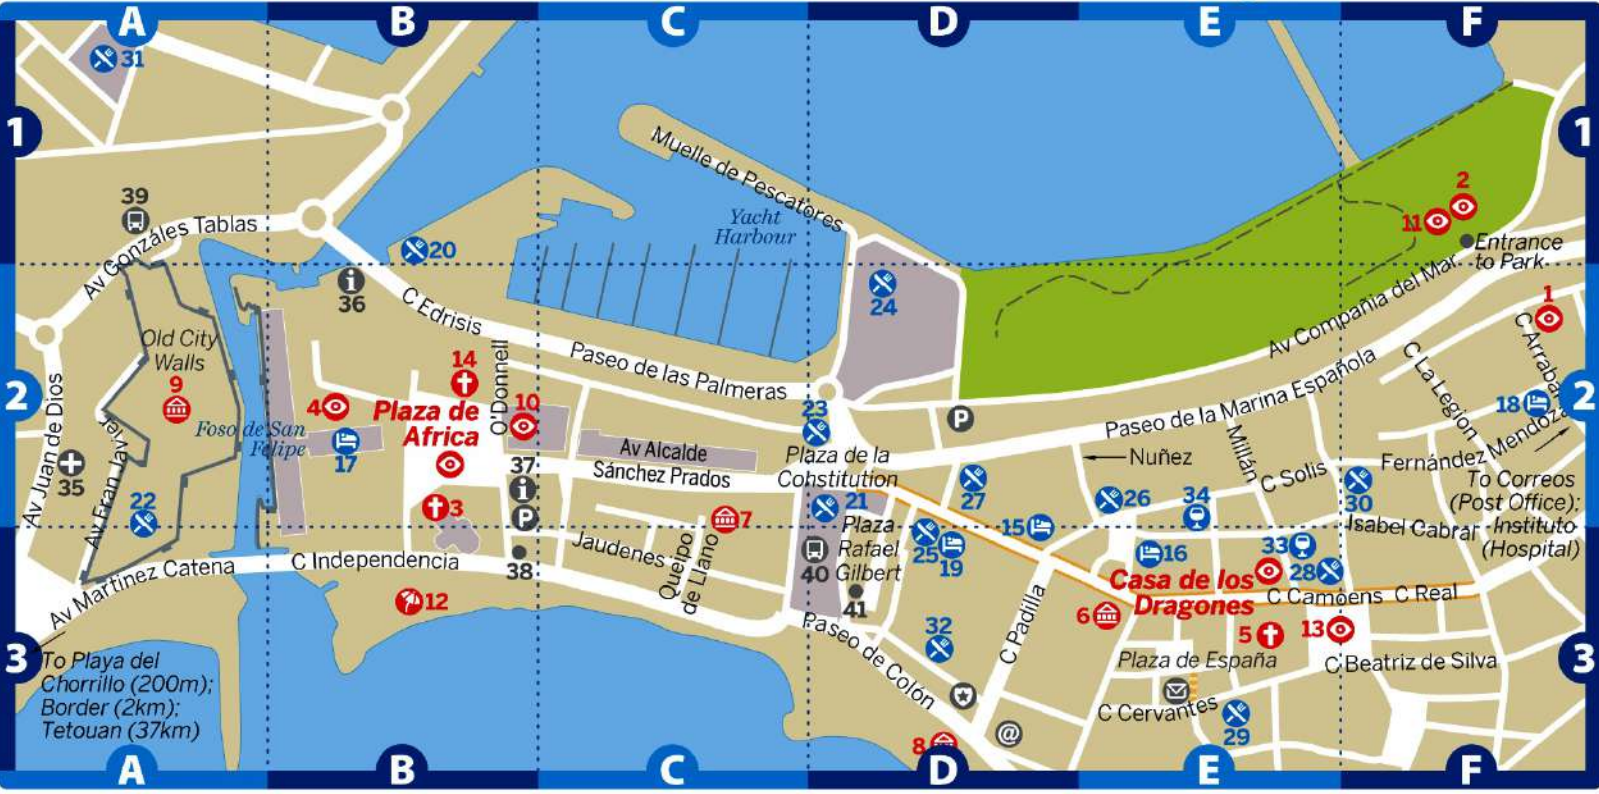 A
B
C
D
E
F
1
1
31
39
Av Gonzáles Tablas
20
Muelle de Pescatores
Yacht
Harbour
2
11
Entrance
to Park
36
C Edrisis
24
Av Compañia del Mar
1
C Arrabal
2
2
Old City
Walls
9
14
O'Donnell
Paseo de las Palmeras
Paseo de la Marina Española
C La Legión
18
4
Plaza de
Africa
10
23
Foso de San
Felipe
17
Av Alcalde
Sánchez Prados
Plaza de la
Constitution
Nuñez
Millán
C Solis
Fernández Mendoza
Av Juan de Dios
35
Av Fran Javier
22
37
3
7
21
27
26
34
30
To Correos
(Post Office);
Instituto
(Hospital)
Isabel Cabral
15
Plaza
Rafael
Gilbert
25
19
16
33
28
Av Martinez Catena
C Independencia
38
Jaudenes
Queipo
de Llano
40
41
Casa de los
Dragones
C Camoens
C Real
12
6
5
13
3
3
To Playa del
Chorrillo (200m);
Border (2km);
Tetouan (37km)
Paseo de Colón
32
C Padilla
Plaza de España
C Beatriz de Silva
C Cervantes
29
8
P
P
@
A
B
C
D
E
F